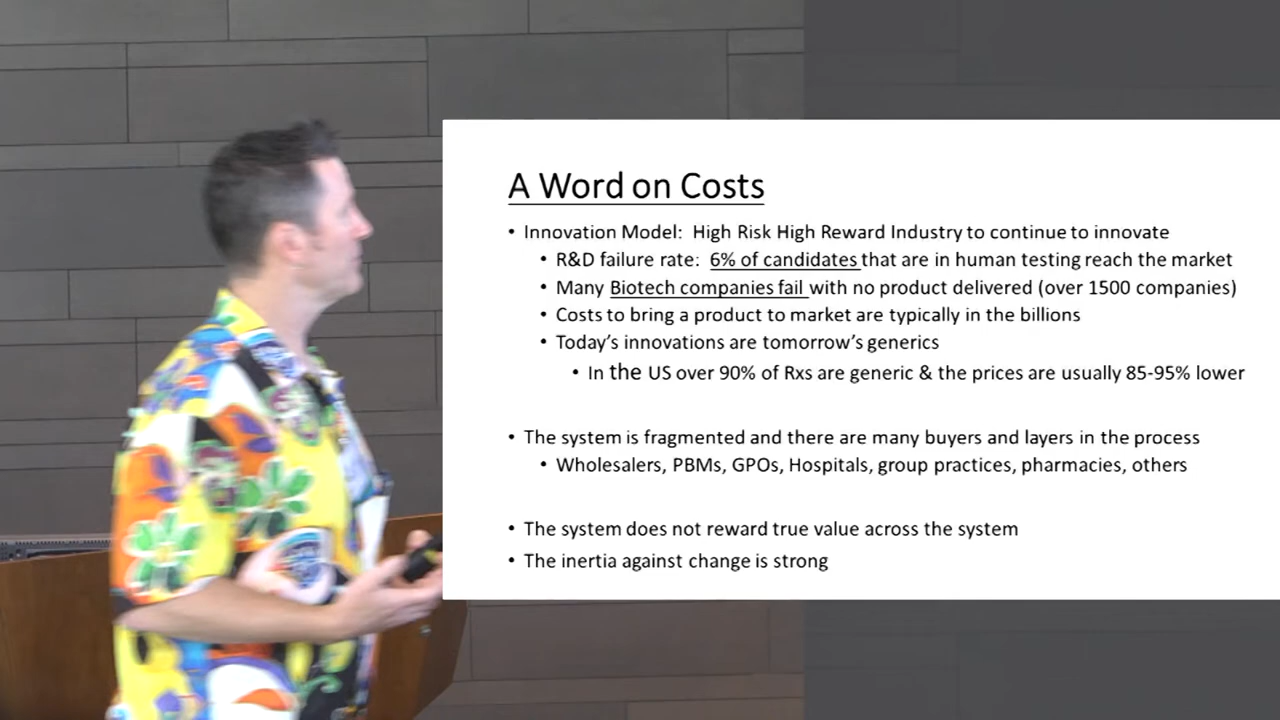 A Word on Costs
• Innovation Model: High Risk High Reward Industry to continue to innovate
• R&D failure rate: 6% of candidates that are in human testing reach the market
• Many Biotech companies fail with no product delivered (over 1500 companies)
• Costs to bring a product to market are typically in the billions
• Today's innovations are tomorrow's generics
• In the US over 90% of Rxs are generic & the prices are usually 85-95% lower
• The system is fragmented and there are many buyers and layers in the process
• Wholesalers, PBMs, GPOs, Hospitals, group practices, pharmacies, others
• The system does not reward true value across the system
• The inertia against change is strong